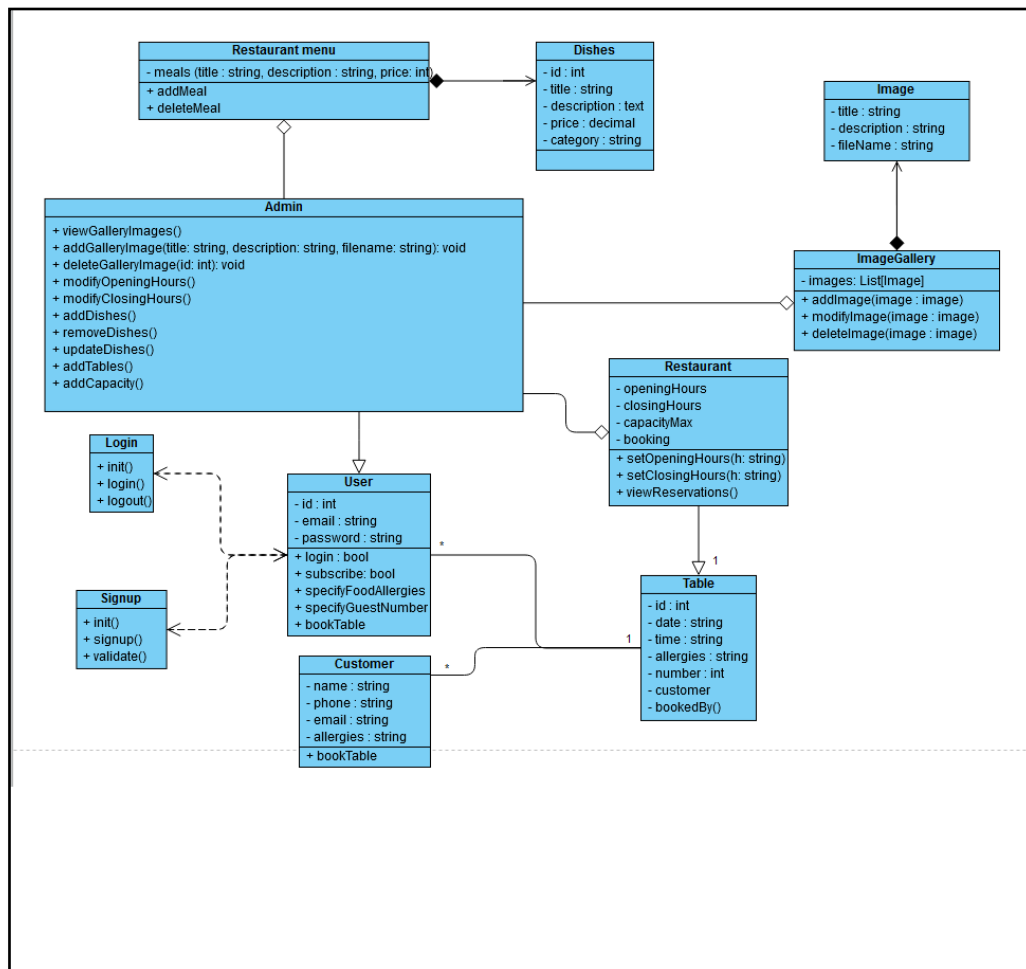 Restaurant menu
- meals (title : string, description : string, price: int)
+ addMeal
+ deleteMeal
Dishes
- id : int
- title : string
- description : text
- price : decimal
- category : string
Image
- title : string
- description : string
- fileName : string
Admin
+ viewGalleryImages()
+ addGalleryImage(title: string, description: string, filename: string): void
+ deleteGalleryImage(id: int): void
+ modifyOpeningHours()
+ modifyClosingHours()
+ addDishes()
+ removeDishes()
+ updateDishes()
+ addTables()
+ addCapacity()
ImageGallery
- images: List[Image]
+ addImage(image : image)
+ modifyImage(image : image)
+ deleteImage(image : image)
Restaurant
- openingHours
- closingHours
- capacityMax
- booking
+ setOpeningHours(h: string)
+ setClosingHours(h: string)
+ viewReservations()
Login
+ init()
+ login()
+ logout()
User
- id : int
- email : string
- password : string
+ login : bool
+ subscribe: bool
+ specifyFoodAllergies
+ specifyGuestNumber
+ bookTable
*
1
Signup
+ init()
+ signup()
+ validate()
Table
- id : int
- date : string
- time : string
- allergies : string
- number : int
- customer
- bookedBy()
1
Customer
- name : string
- phone : string
- email : string
- allergies : string
+ bookTable
*